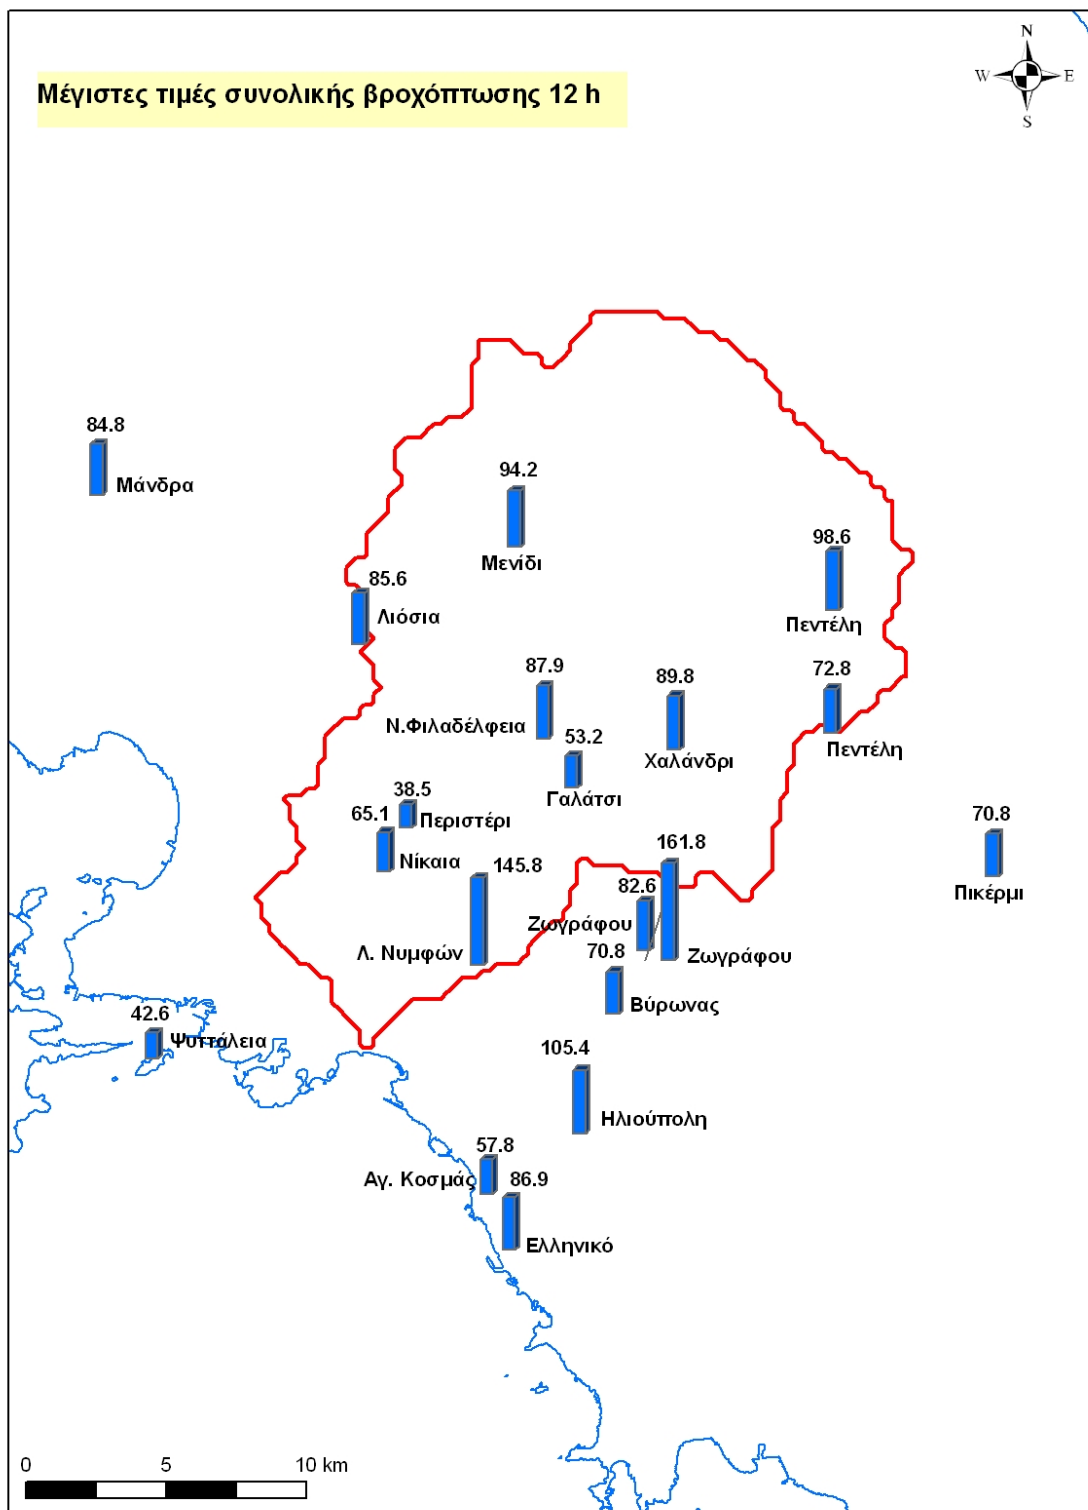 N
W E
S
Μέγιστες τιμές συνολικής βροχόπτωσης 12 h
84.8
Μάνδρα
94.2
Μενίδι
98.6
Πεντέλη
85.6
Λιόσια
87.9
Ν.Φιλαδέλφεια
89.8
Χαλάνδρι
72.8
Πεντέλη
53.2
Γαλάτσι
38.5
Περιστέρι
65.1
Νίκαια
70.8
Πικέρμι
145.8
Λ. Νυμφών
161.8
Ζωγράφου
82.6
Ζωγράφου
70.8
Βύρωνας
42.6
Ψυττάλεια
105.4
Ηλιούπολη
57.8
Αγ. Κοσμάς
86.9
Ελληνικό
0 5 10 km